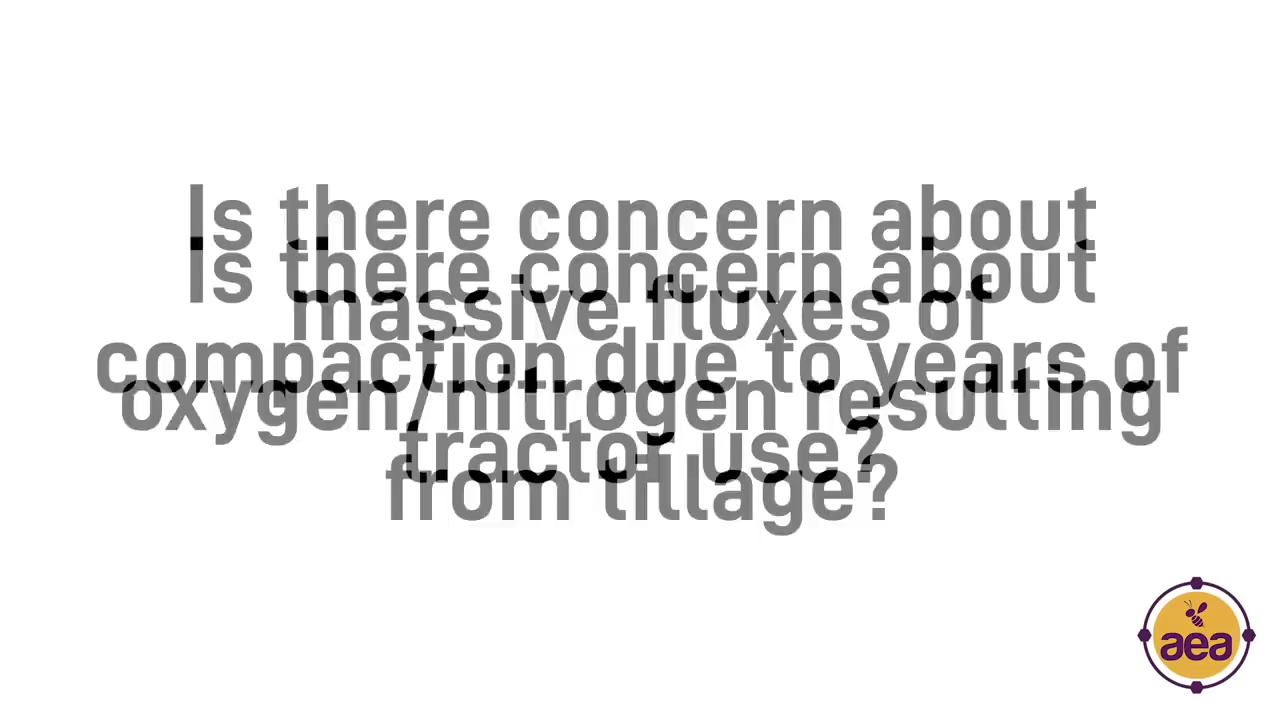 Is there concern about
massive fluxes of
oxygen/nitrogen resulting
from tillage?
Is there concern about
compaction due to years of
tractor use?
aea